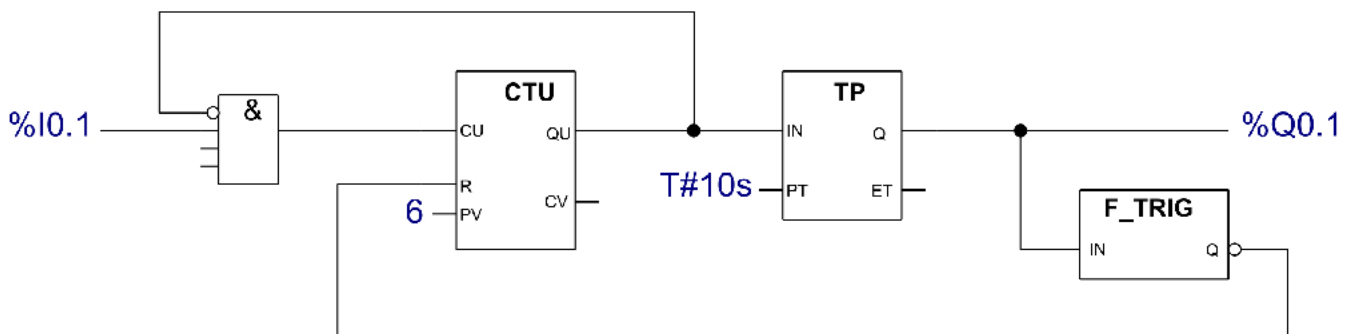 &
CTU
TP
%I0.1
CU
QU
IN
Q
%Q0.1
R
T#10s
PT
ET
6
PV
CV
F_TRIG
IN
Q